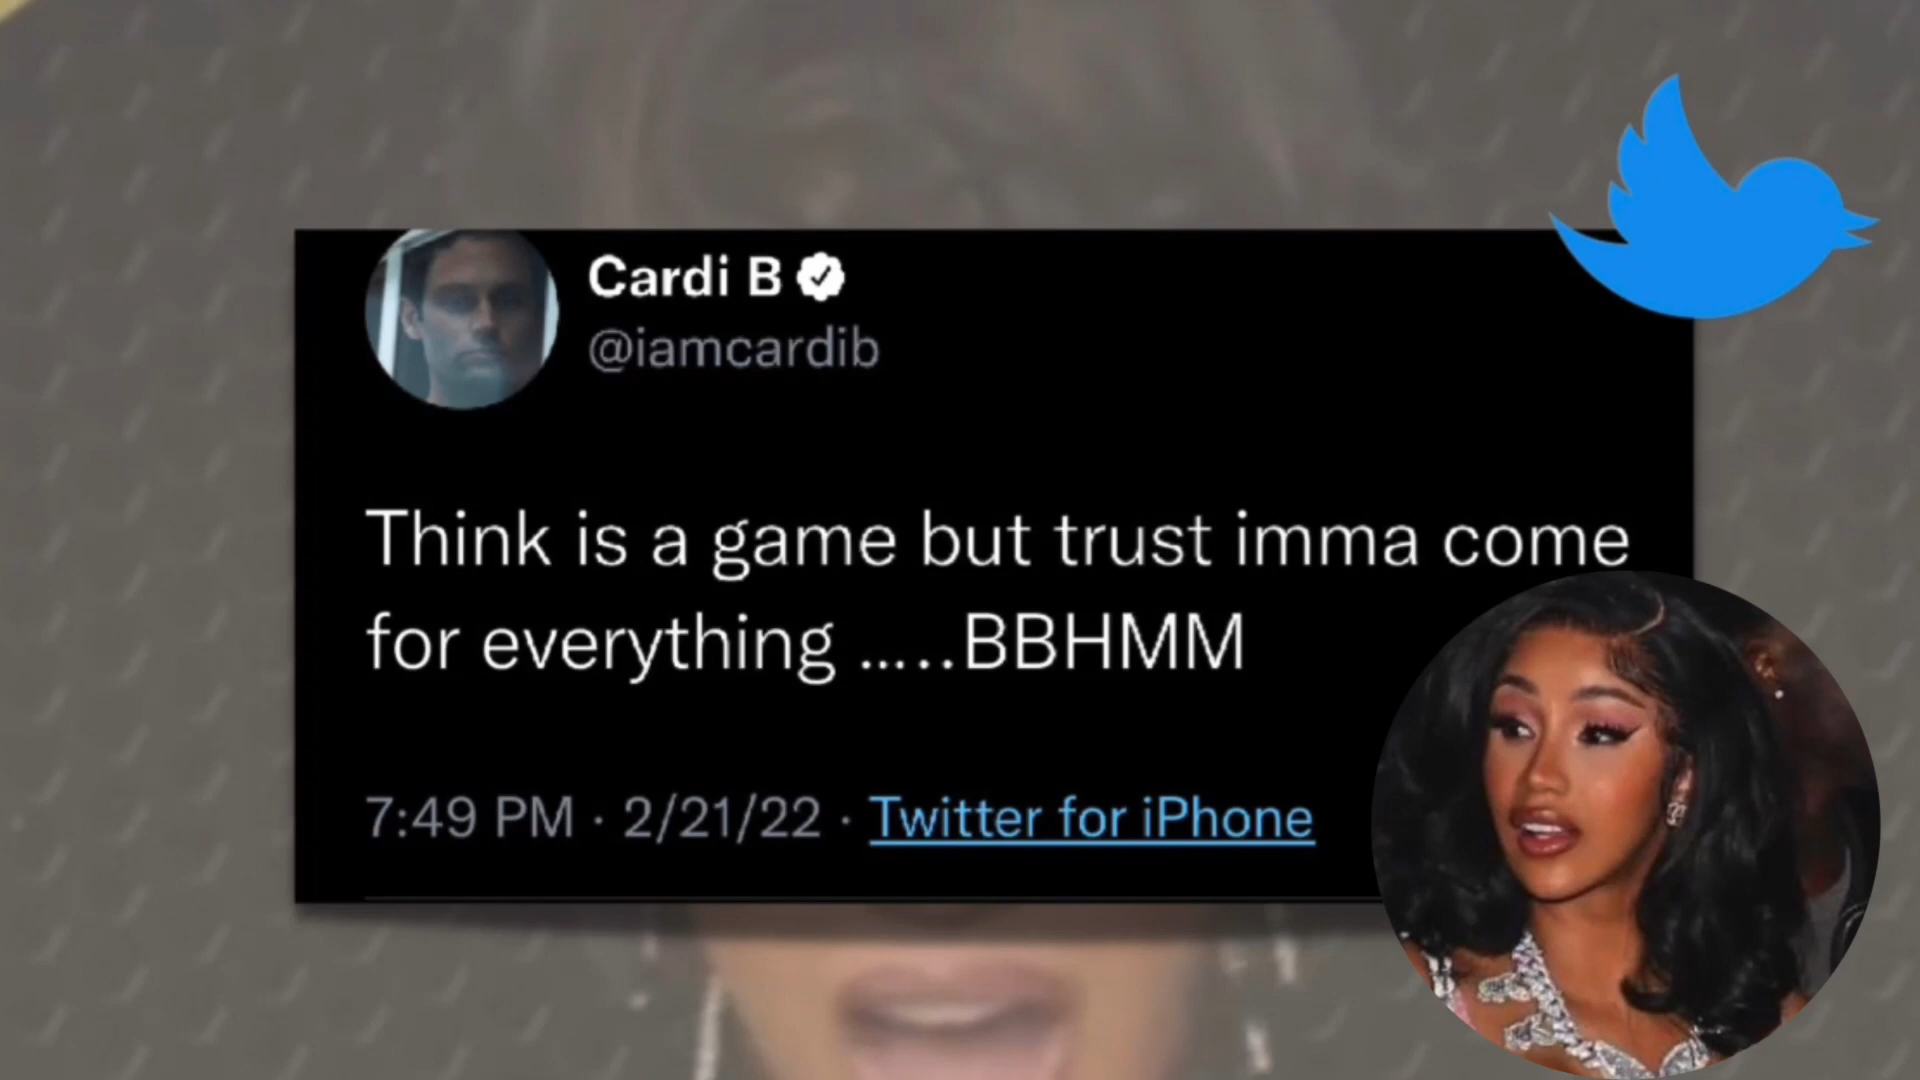 Cardi B
@iamcardib
Think is a game but trust imma come
for everything .....BBHMM
7:49 PM · 2/21/22 · Twitter for iPhone